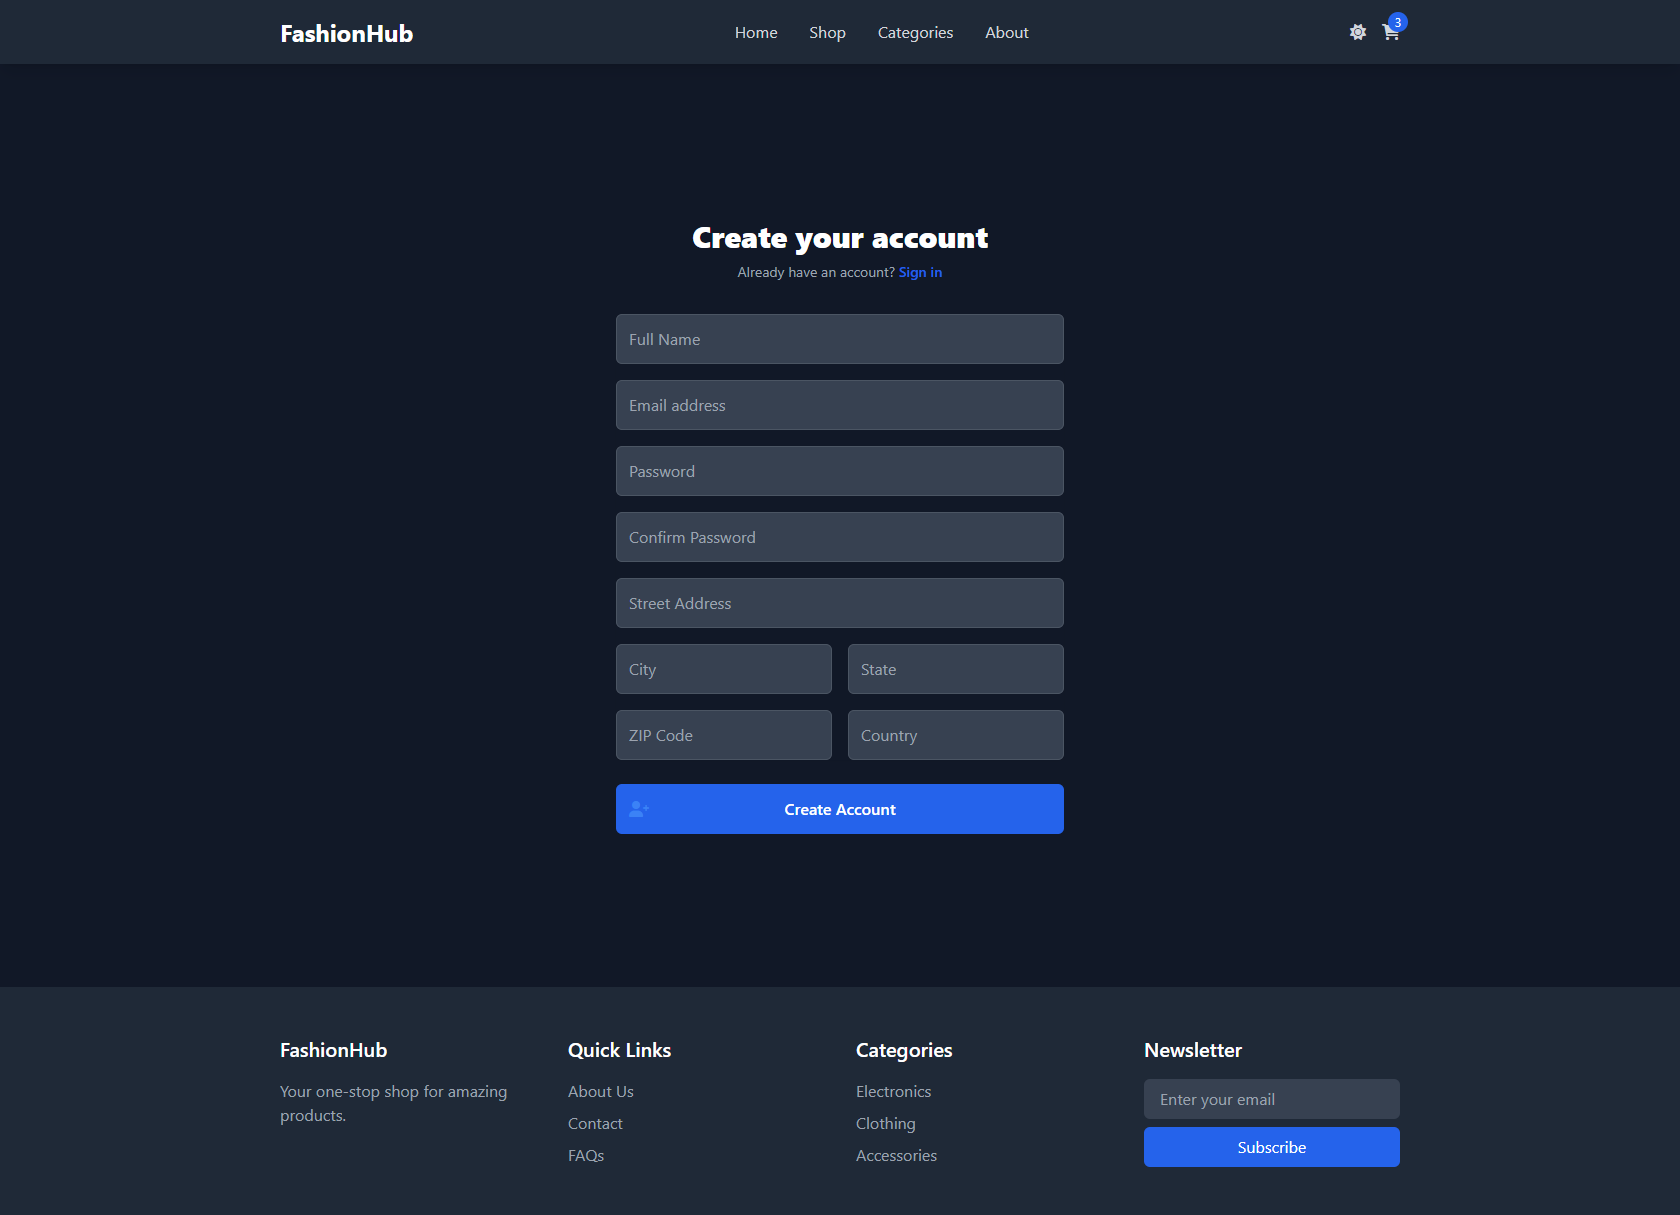 FashionHub
Home
Shop
Categories
About
3
Create your account
Already have an account? Sign in
Full Name
Email address
Password
Confirm Password
Street Address
City
State
ZIP Code
Country
Create Account
FashionHub
Your one-stop shop for amazing
products.
Quick Links
About Us
Contact
FAQs
Categories
Electronics
Clothing
Accessories
Newsletter
Enter your email
Subscribe